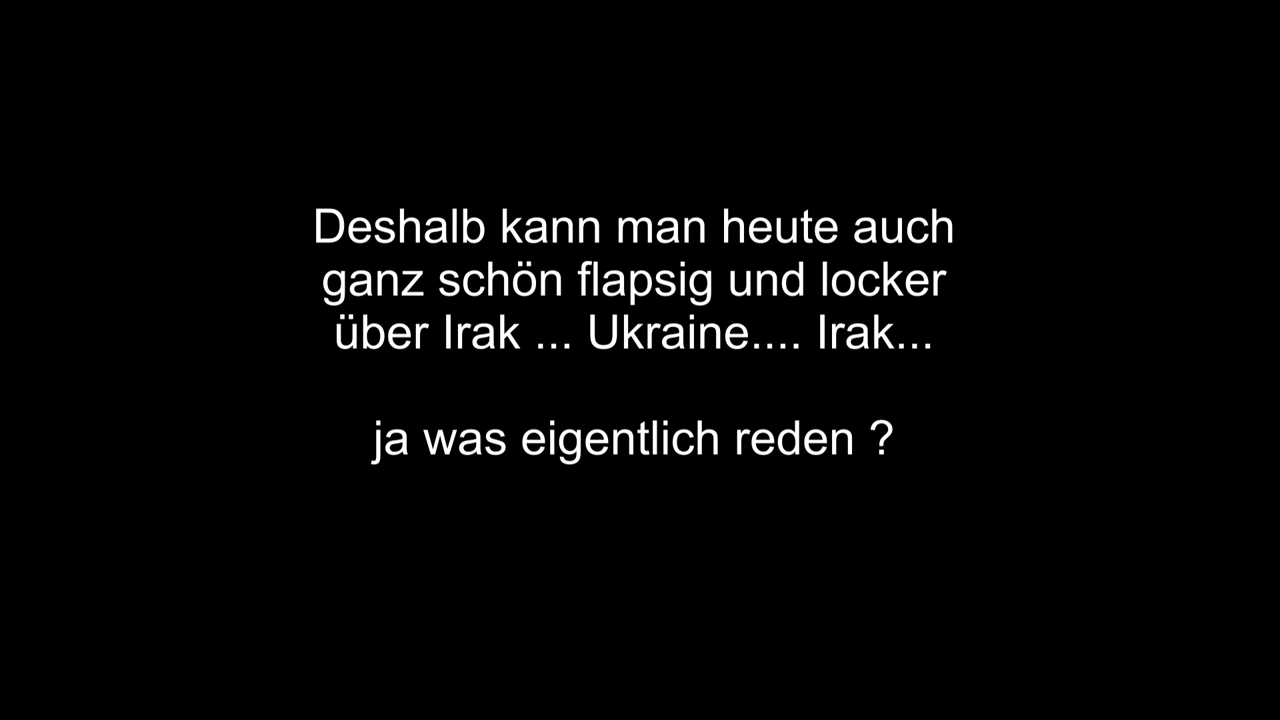 Deshalb kann man heute auch
ganz schön flapsig und locker
über Irak ... Ukraine.... Irak...
ja was eigentlich reden ?